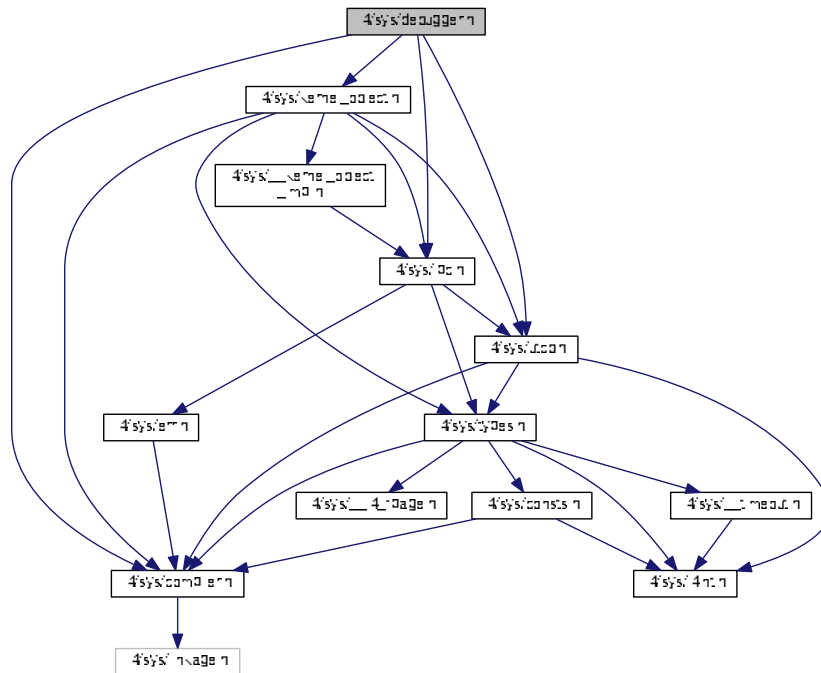 l4/sys/debugger.h
l4/sys/kernel_object.h
l4/sys/__kernel_object
_impl.h
l4/sys/ipc.h
l4/sys/utcb.h
l4/sys/err.h
l4/sys/types.h
l4/sys/__l4_fpage.h
l4/sys/consts.h
l4/sys/__timeout.h
l4/sys/compiler.h
l4/sys/l4int.h
l4/sys/linkage.h